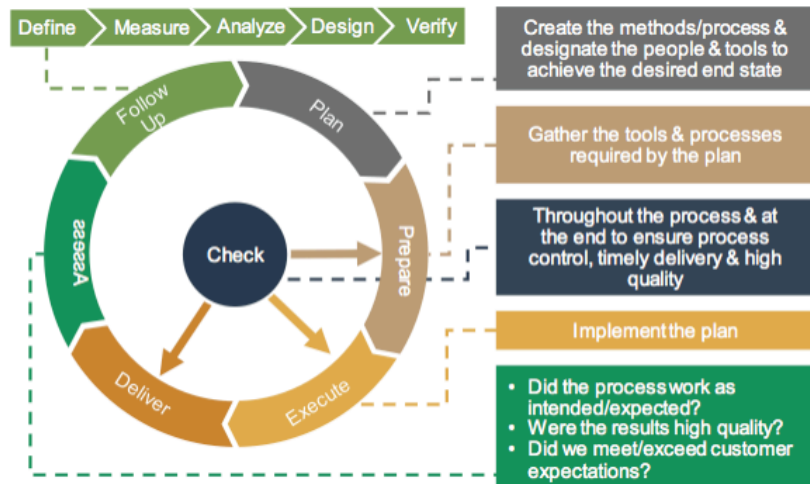 Define Measure Analyze Design Verify
Create the methods/process &
designate the people & tools to
achieve the desired end state
Follow
Up
Plan
Gather the tools & processes
required by the plan
Assess
Check
Prepare
Throughout the process & at
the end to ensure process
control, timely delivery & high
quality
Implement the plan
Deliver
Execute
• Did the process work as
intended/expected?
• Were the results high quality?
• Did we meet/exceed customer
expectations?